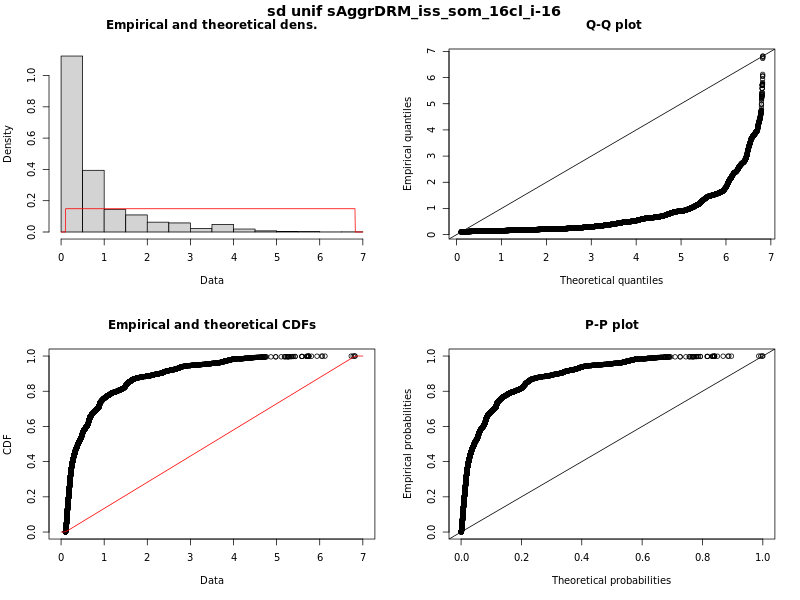 sd unif sAggrDRM_iss_som_16cl_i-16
Empirical and theoretical dens.
Density
0.0 0.2 0.4 0.6 0.8 1.0
0 1 2 3 4 5 6 7
Data
Q-Q plot
Empirical quantiles
0 1 2 3 4 5 6 7
0 1 2 3 4 5 6 7
Theoretical quantiles
Empirical and theoretical CDFs
CDF
0.0 0.2 0.4 0.6 0.8 1.0
0 1 2 3 4 5 6 7
Data
P-P plot
Empirical probabilities
0.0 0.2 0.4 0.6 0.8 1.0
0.0 0.2 0.4 0.6 0.8 1.0
Theoretical probabilities